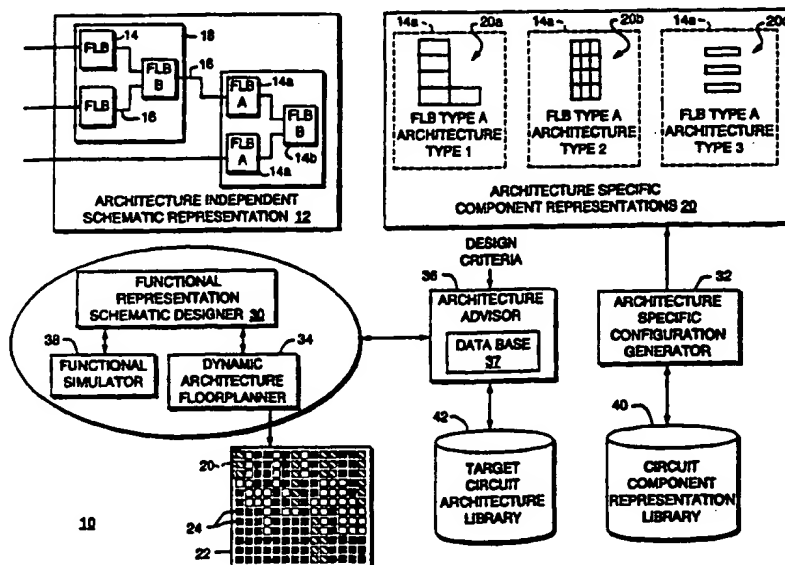 14
18
FLB
FLB
B
16
14a
FLB
A
FLB
B
FLB
16
FLB
A
14b
14a
ARCHITECTURE INDEPENDENT
SCHEMATIC REPRESENTATION 12
14a
20a
14a
20b
14a
FLB TYPE A
ARCHITECTURE
TYPE 1
FLB TYPE A
ARCHITECTURE
TYPE 2
FLB TYPE A
ARCHITECTURE
TYPE 3
ARCHITECTURE SPECIFIC
COMPONENT REPRESENTATIONS 20
DESIGN
CRITERIA
FUNCTIONAL
REPRESENTATION
SCHEMATIC DESIGNER 30
38
FUNCTIONAL
SIMULATOR
34
DYNAMIC
ARCHITECTURE
FLOORPLANNER
36
ARCHITECTURE
ADVISOR
DATA BASE
37
32
ARCHITECTURE
SPECIFIC
CONFIGURATION
GENERATOR
42
TARGET
CIRCUIT
ARCHITECTURE
LIBRARY
40
CIRCUIT
COMPONENT
REPRESENTATION
LIBRARY
20
24
22
10